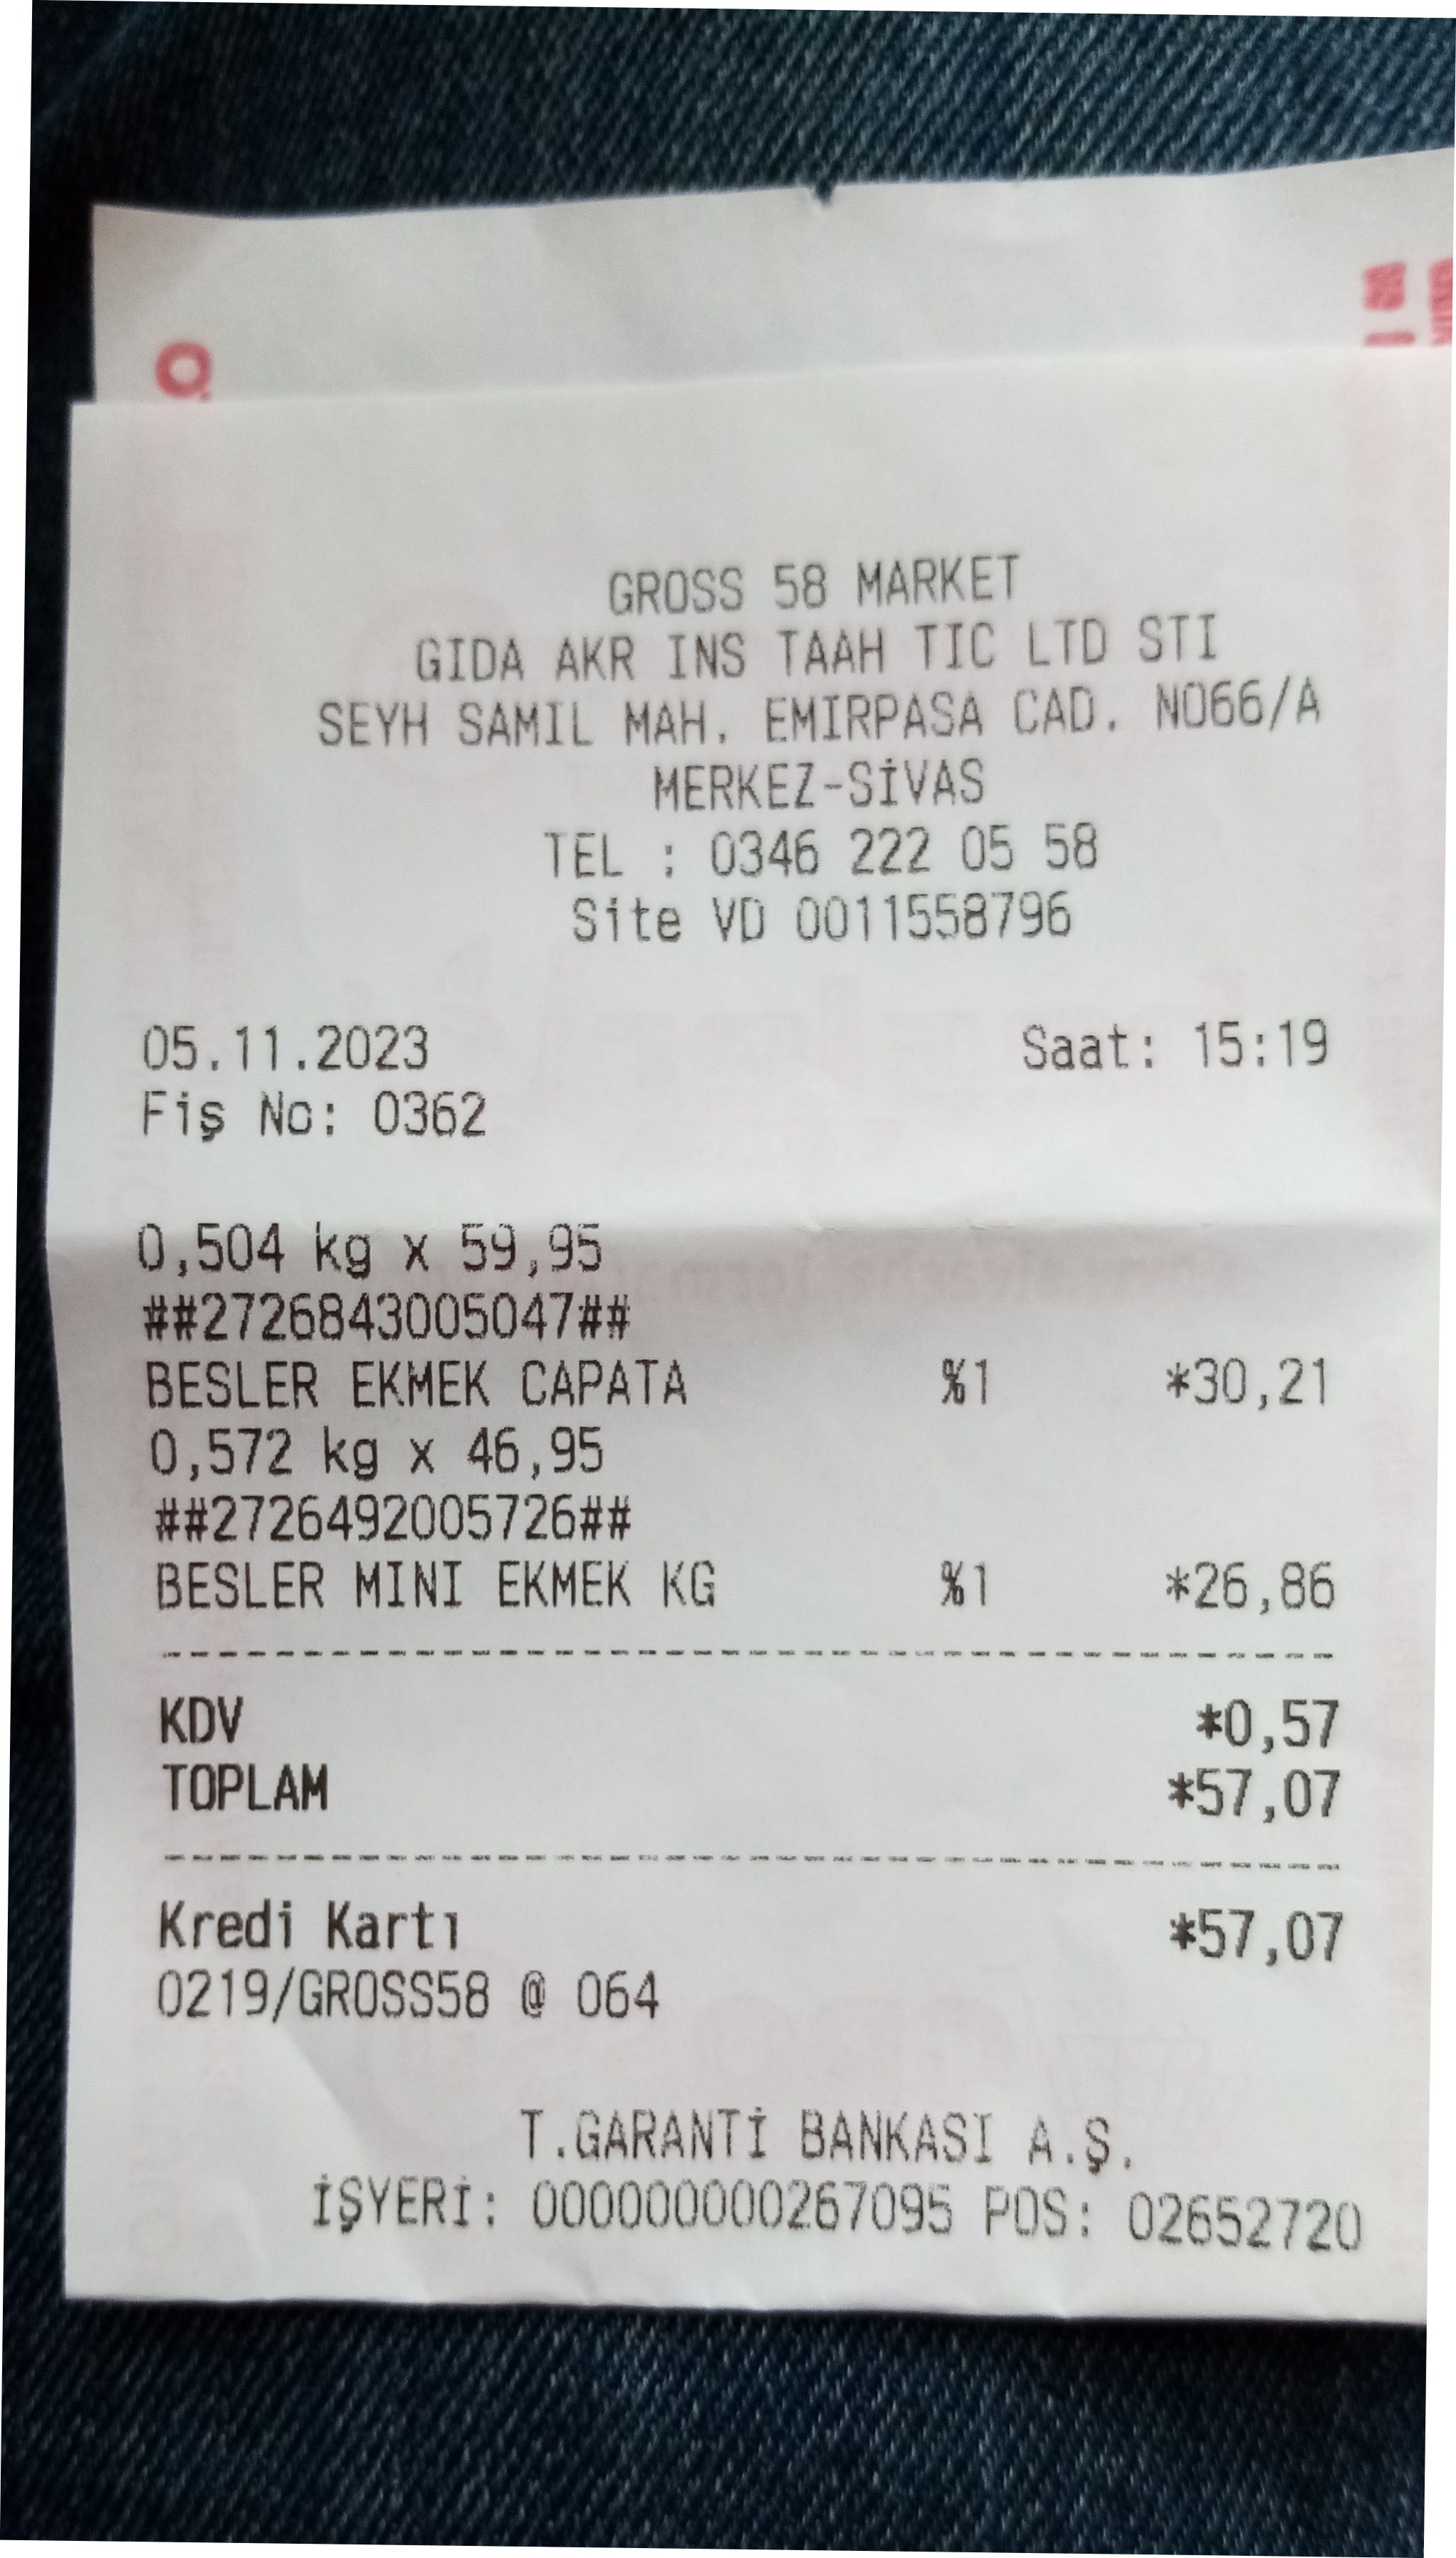 GROSS 58 MARKET
GIDA AKR INS TAAH TIC LTD STI
SEYH SAMIL MAH. EMIRPASA CAD. NO66/A
MERKEZ-SİVAS
TEL : 0346 222 05 58
Site VD 0011558796
05.11.2023 Saat: 15:19
Fiş No: 0362
0,504 kg x 59,95
##2726843005047##
BESLER EKMEK CAPATA %1 *30,21
0,572 kg x 46,95
##2726492005726##
BESLER MINI EKMEK KG %1 *26,86
KDV *0,57
TOPLAM *57,07
Kredi Kartı *57,07
0219/GROSS58 @ 064
T.GARANTİ BANKASI A.Ş.
İŞYERİ: 000000000267095 POS: 02652720